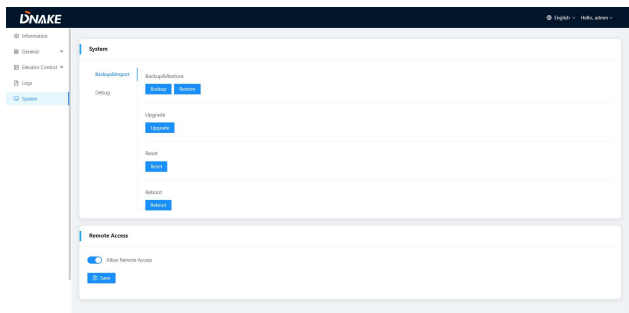 DNAKE
English
Hello, admin
Information
General
Elevator Control
Logs
System
System
Backup&Import
Debug
Backup&Restore
Backup
Restore
Upgrade
Upgrade
Reset
Reset
Reboot
Reboot
Remote Access
Allow Remote Access
Save